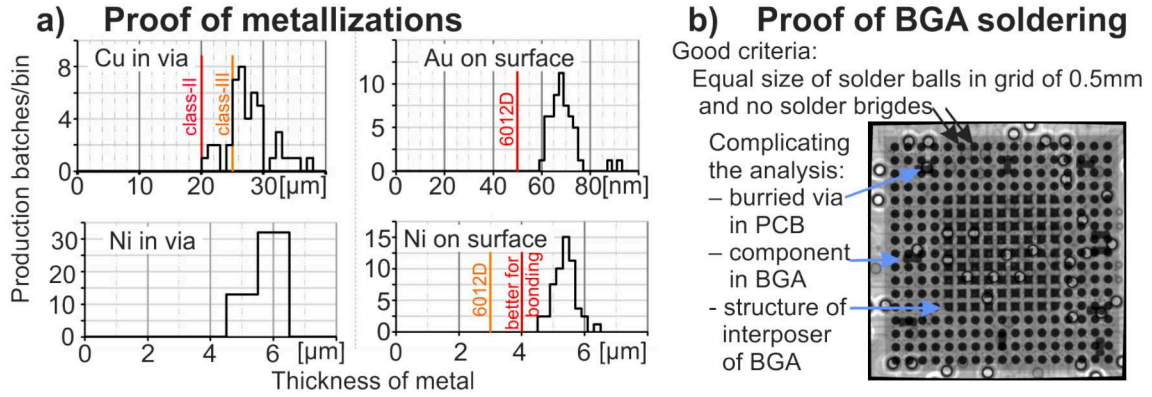 a) Proof of metallizations
Production batches/bin
Cu in via
class-II
class-III
8
4
0
0
20
30
[µm]
Au on surface
6012D
10
5
0
0
20
40
60
80
[nm]
Ni in via
30
20
10
0
0
2
4
6
[µm]
Ni on surface
6012D
better for
bonding
15
10
5
0
0
2
4
6
[µm]
Thickness of metal
b) Proof of BGA soldering
Good criteria:
Equal size of solder balls in grid of 0.5mm
and no solder brigdes
Complicating
the analysis:
– burried via
in PCB
– component
in BGA
- structure of
interposer
of BGA